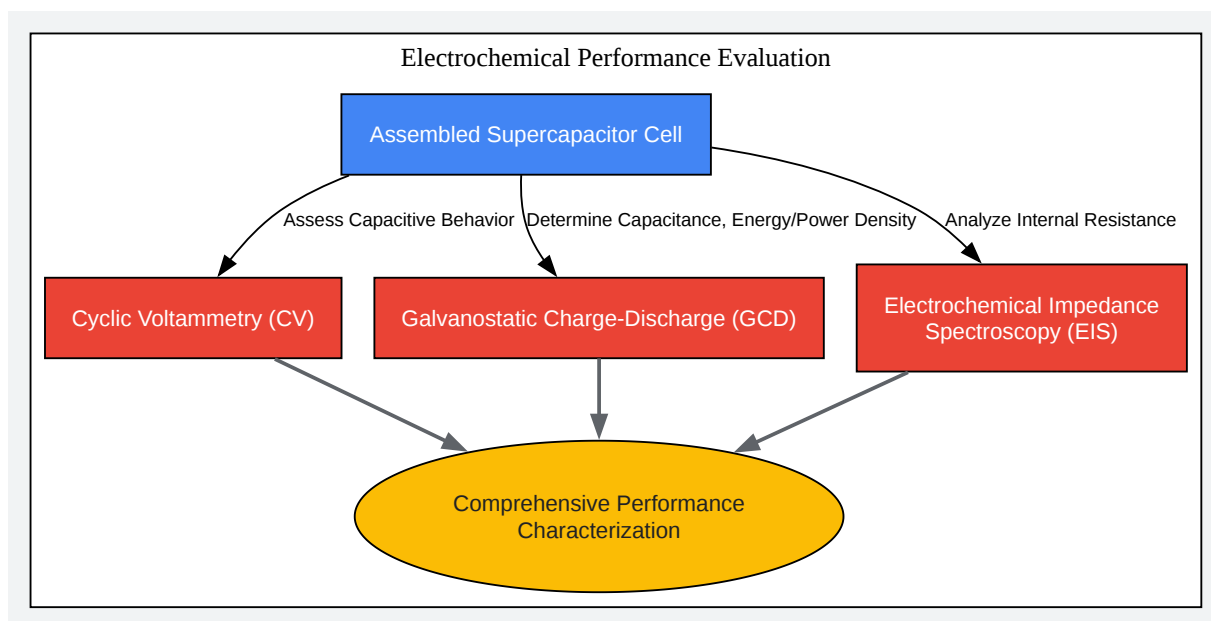 Electrochemical Performance Evaluation
Assembled Supercapacitor Cell
Assess Capacitive Behavior
Determine Capacitance, Energy/Power Density
Analyze Internal Resistance
Cyclic Voltammetry (CV)
Galvanostatic Charge-Discharge (GCD)
Electrochemical Impedance
Spectroscopy (EIS)
Comprehensive Performance
Characterization